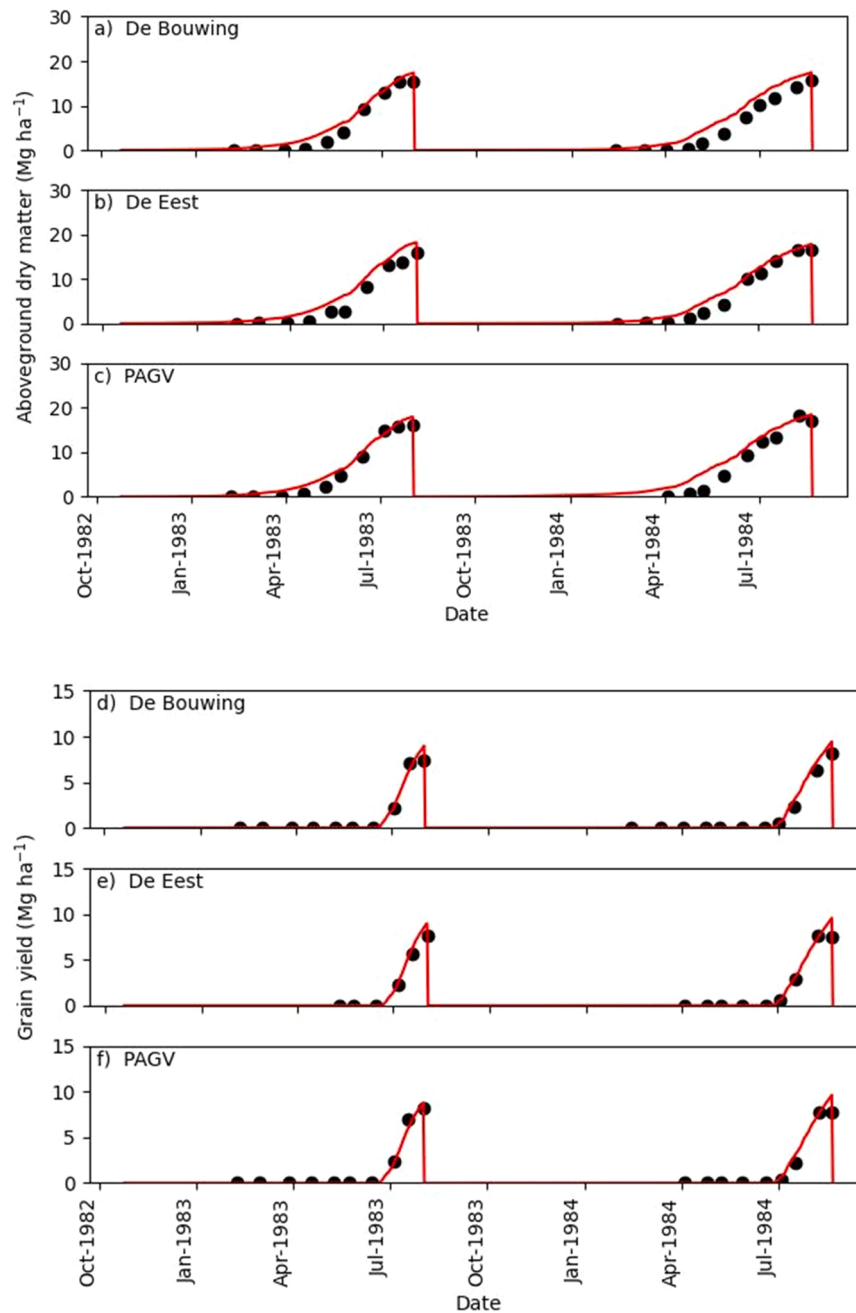 Aboveground dry matter (Mg ha⁻¹)
a) De Bouwing
30
20
10
0
b) De Eest
30
20
10
0
c) PAGV
30
20
10
0
Oct-1982
Jan-1983
Apr-1983
Jul-1983
Oct-1983
Jan-1984
Apr-1984
Jul-1984
Date
Grain yield (Mg ha⁻¹)
d) De Bouwing
15
10
5
0
e) De Eest
15
10
5
0
f) PAGV
15
10
5
0
Oct-1982
Jan-1983
Apr-1983
Jul-1983
Oct-1983
Jan-1984
Apr-1984
Jul-1984
Date